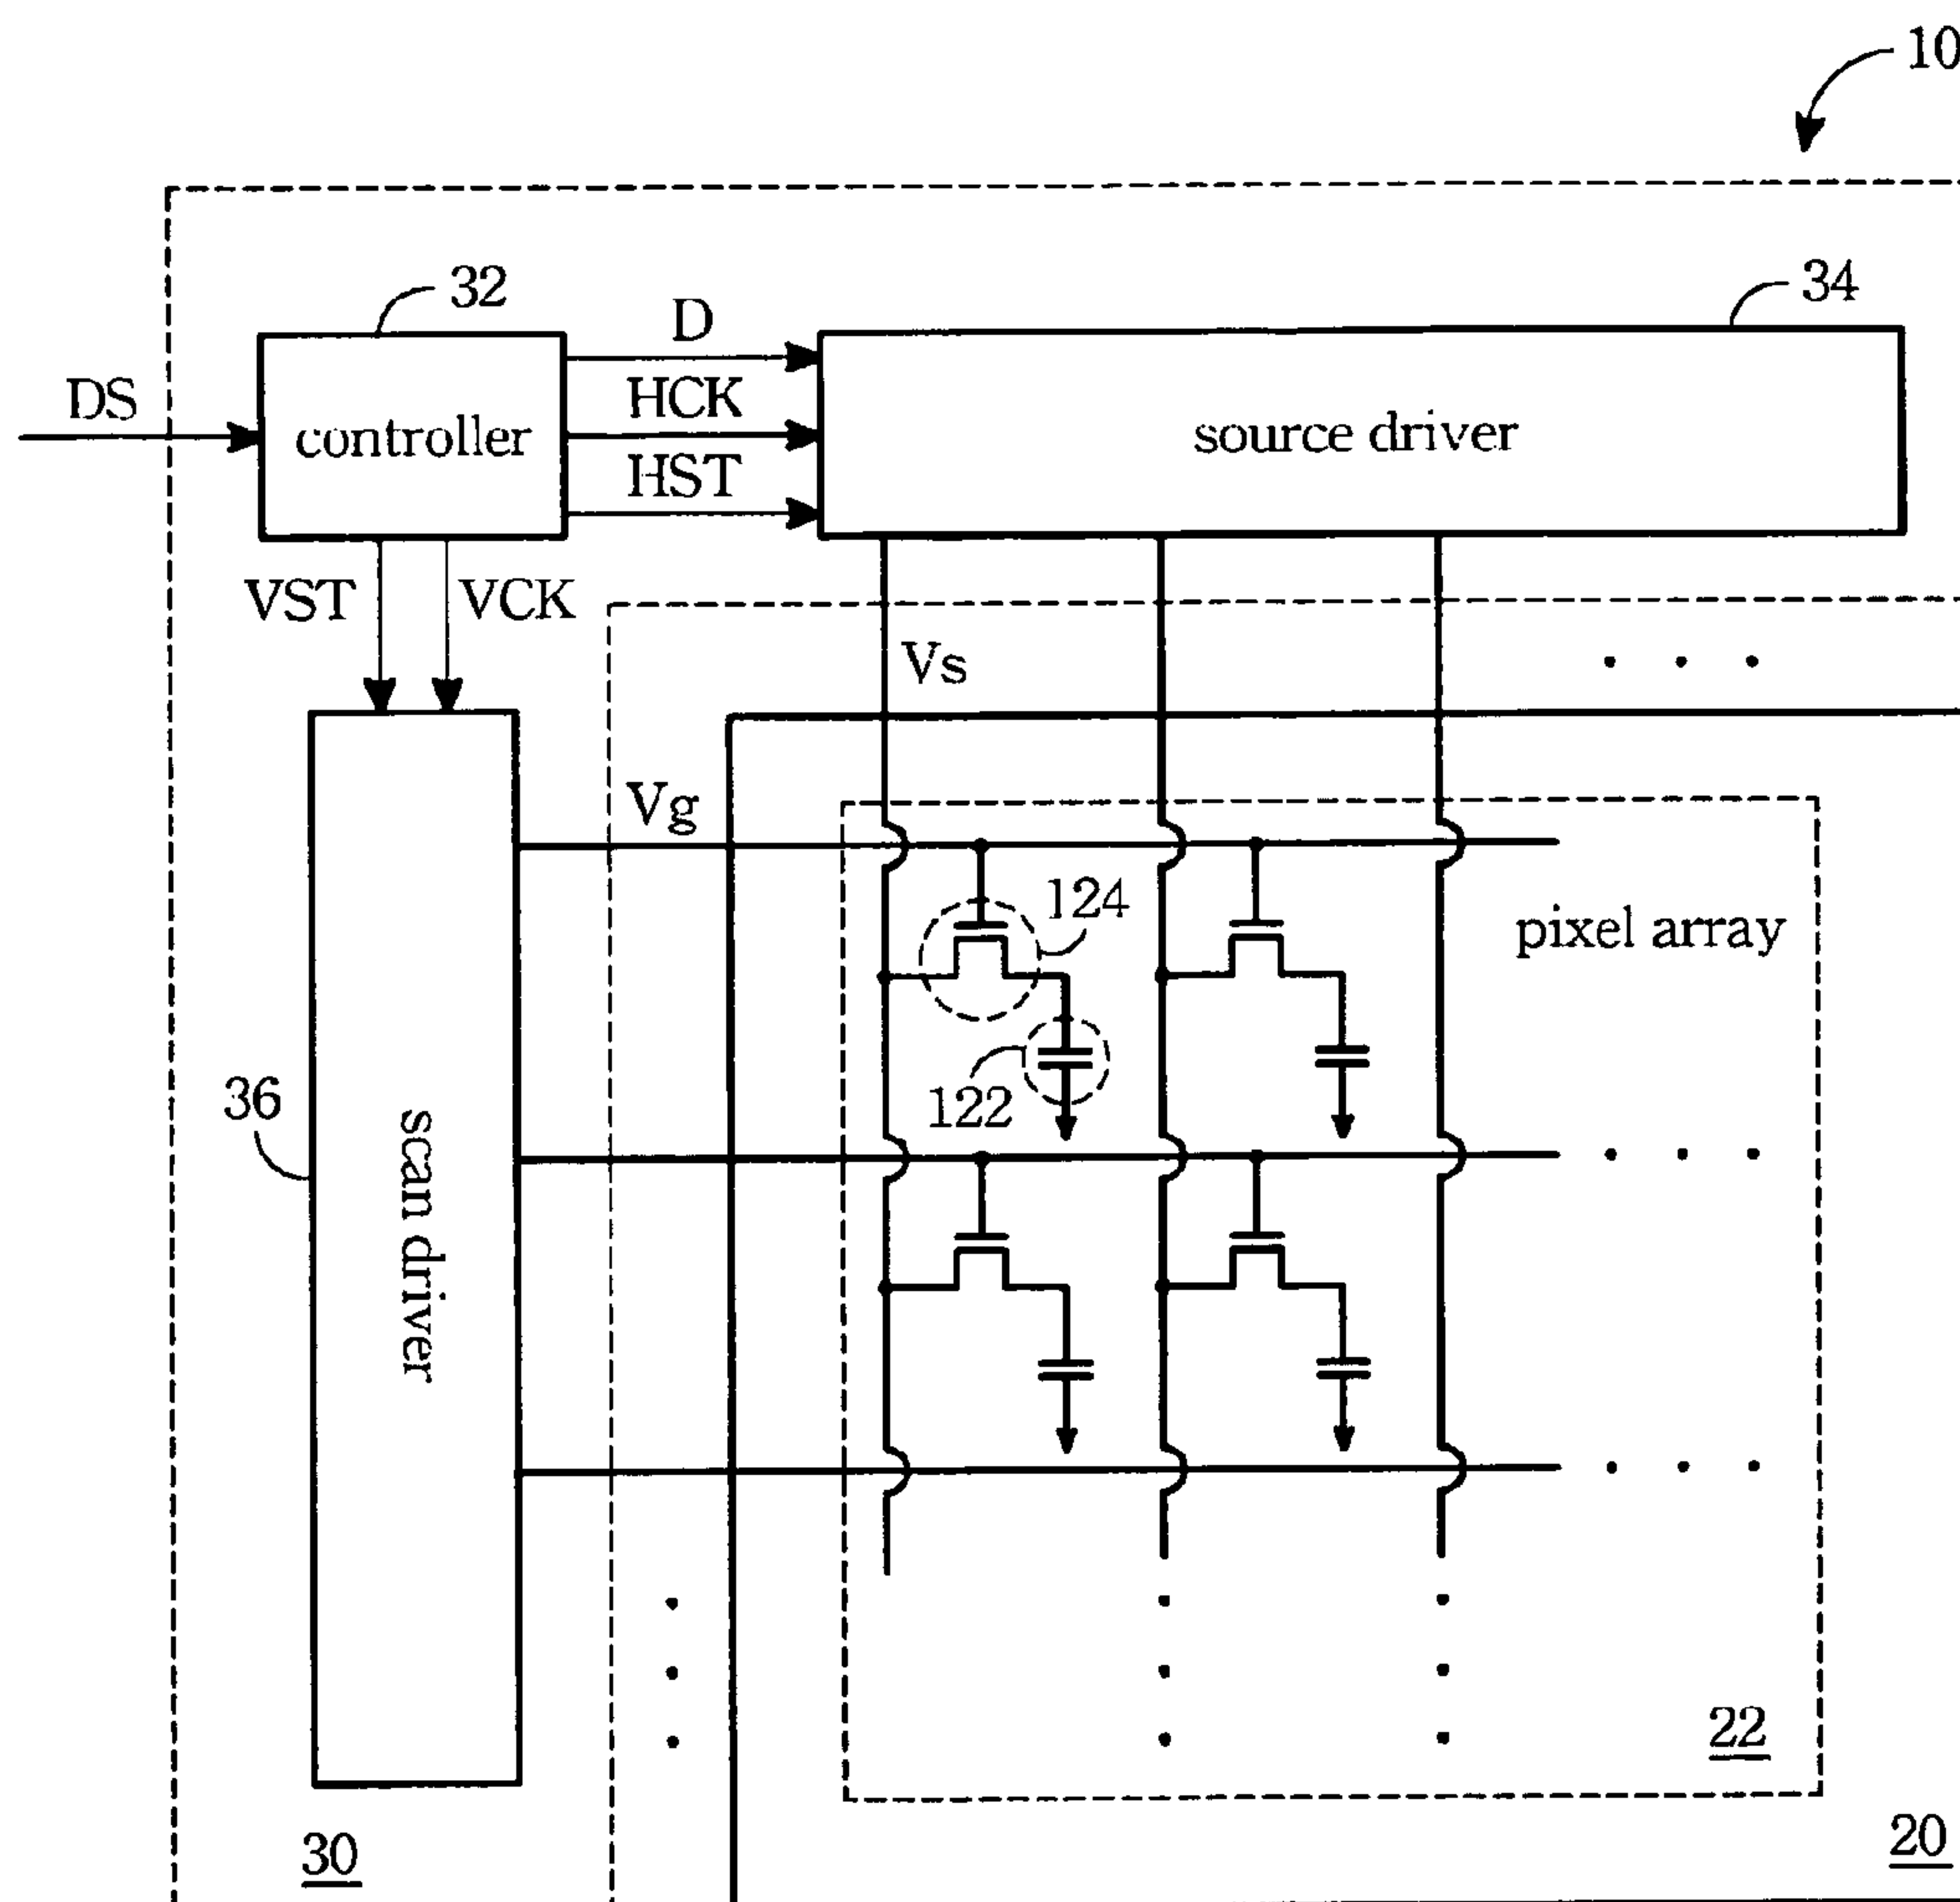 10
32
34
D
DS
HCK
controller
source driver
HST
VST
VCK
Vs
Vg
124
pixel array
122
36
scan driver
22
20
30